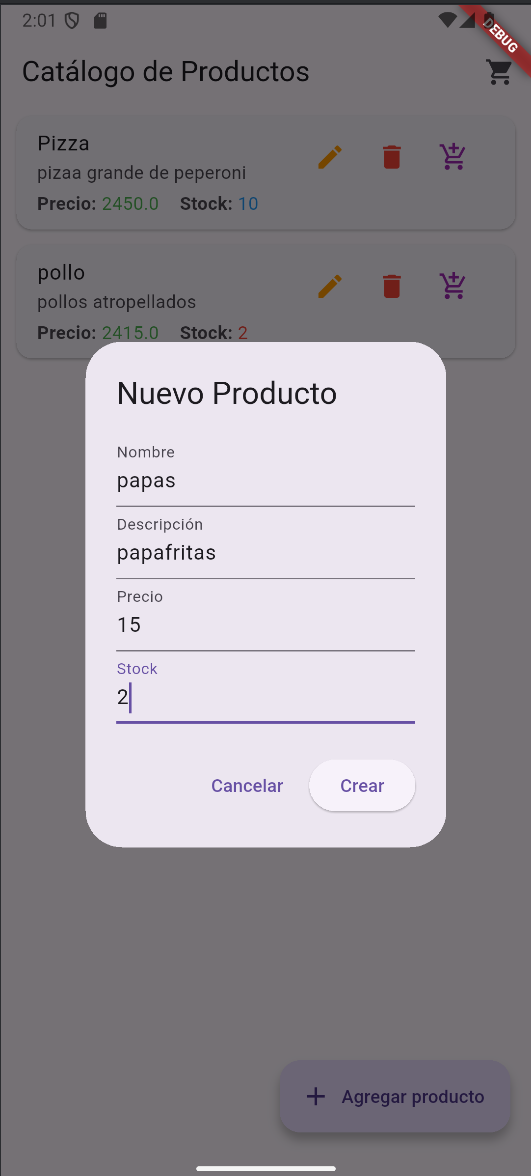 2:01
DEBUG
Catálogo de Productos
Pizza
pizaa grande de peperoni
Precio: 2450.0 Stock: 10
pollo
pollos atropellados
Precio: 2415.0 Stock: 2
Nuevo Producto
Nombre
papas
Descripción
papafritas
Precio
15
Stock
2
Cancelar Crear
+ Agregar producto